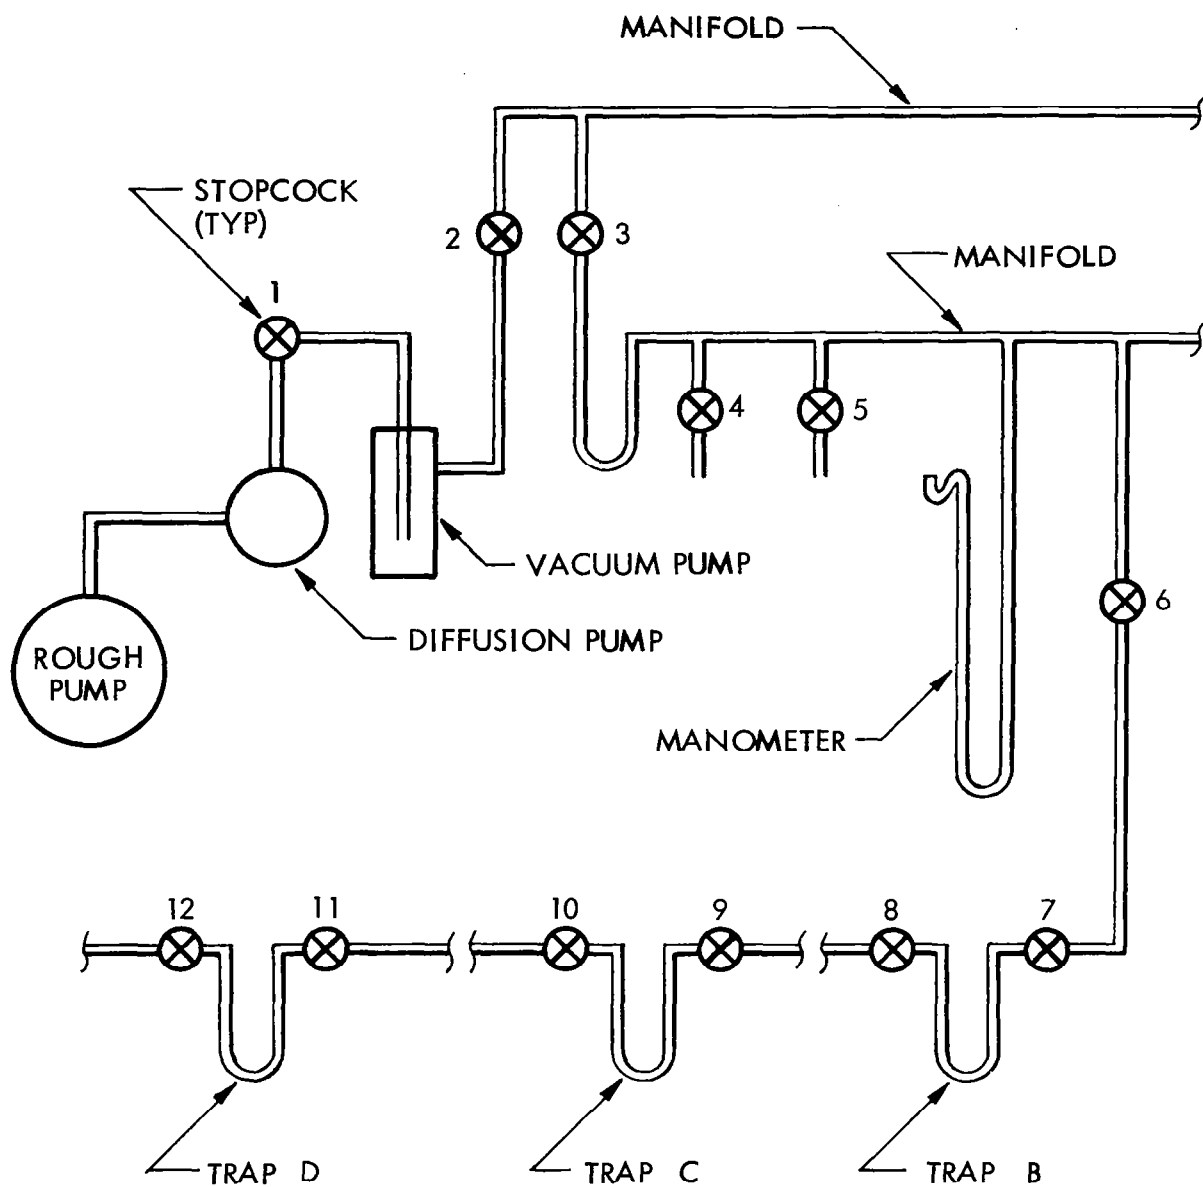 MANIFOLD
STOPCOCK
(TYP)
2
3
MANIFOLD
1
4
5
VACUUM PUMP
6
DIFFUSION PUMP
ROUGH
PUMP
MANOMETER
12
11
10
9
8
7
TRAP D
TRAP C
TRAP B